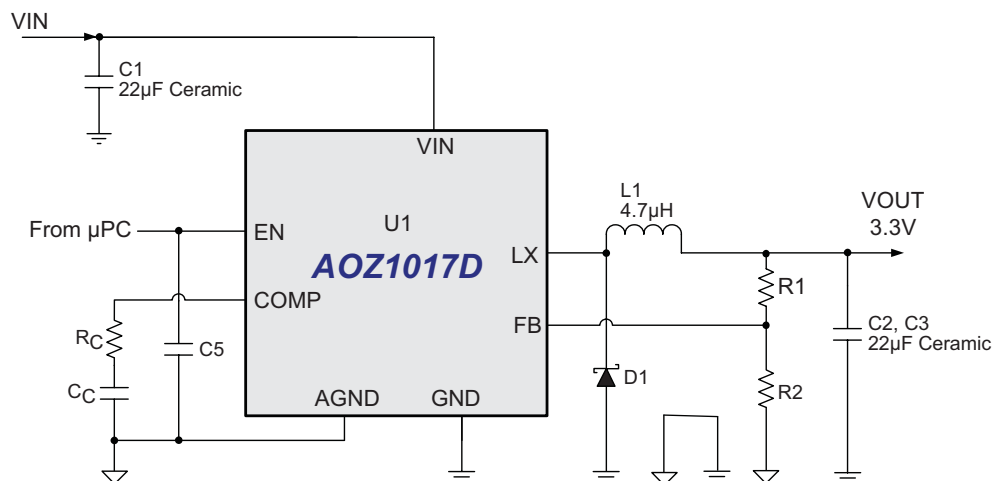 VIN
C1
22µF Ceramic
VIN
U1
AOZ1017D
From µPC
EN
LX
L1
4.7µH
VOUT
3.3V
COMP
R1
FB
C2, C3
22µF Ceramic
RC
C5
CC
D1
R2
AGND
GND